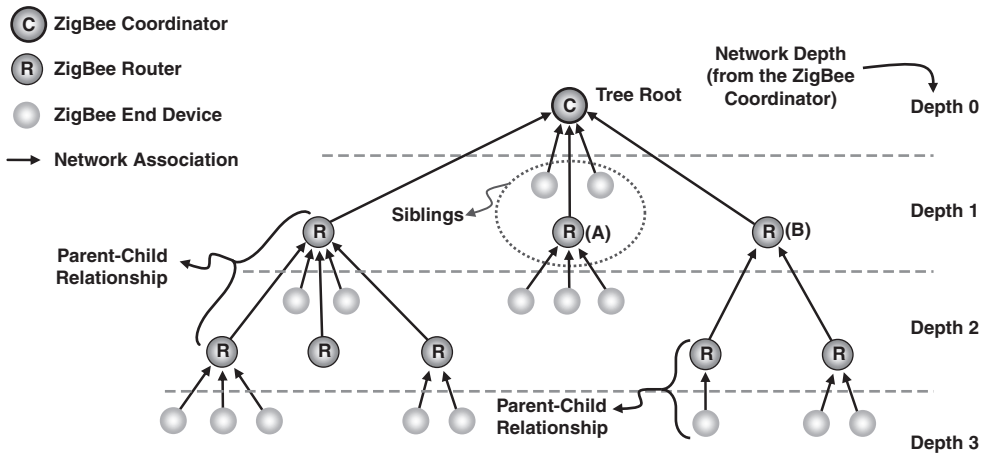 C ZigBee Coordinator
R ZigBee Router
ZigBee End Device
Network Association
Network Depth
(from the ZigBee
Coordinator)
C
Tree Root
Depth 0
Siblings
Depth 1
R
R (A)
R (B)
Parent-Child
Relationship
Depth 2
R
R
R
R
R
Parent-Child
Relationship
Depth 3